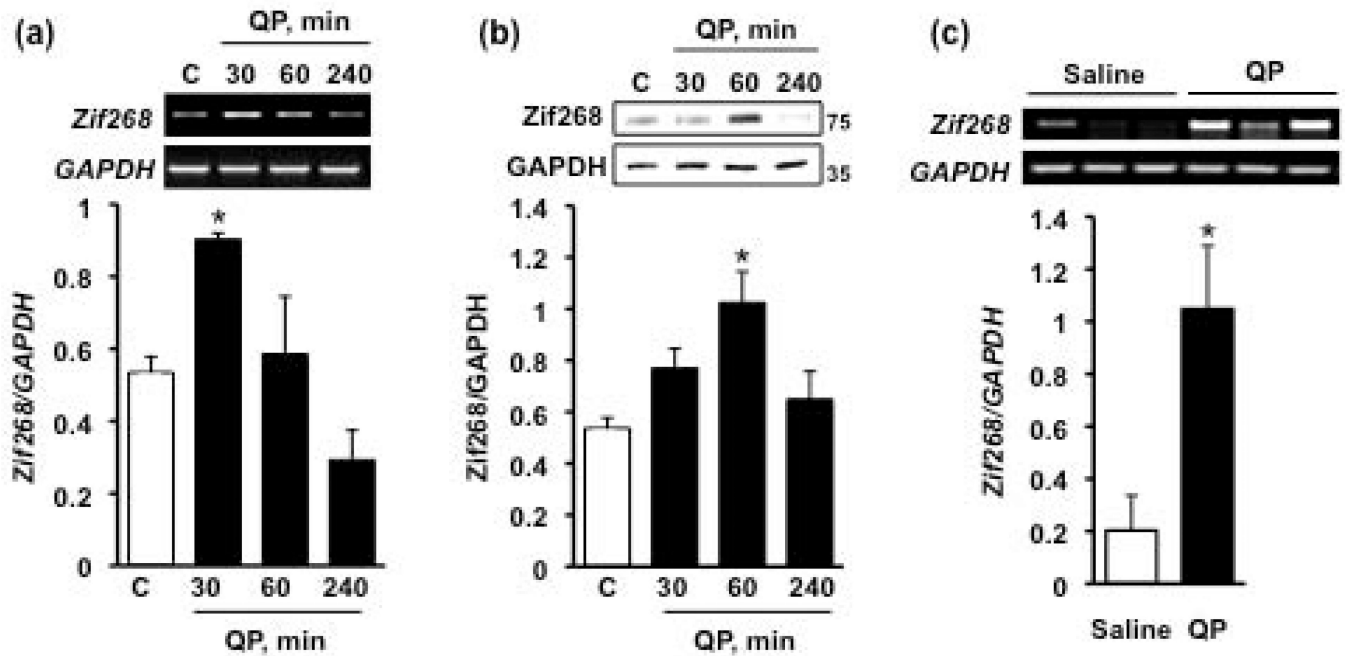 (a)
QP, min
C 30 60 240
Zif268
GAPDH
1
0.8
0.6
0.4
0.2
0
Zif268/GAPDH
*
C 30 60 240
QP, min
(b)
QP, min
C 30 60 240
Zif268 75
GAPDH 35
1.4
1.2
1
0.8
0.6
0.4
0.2
0
Zif268/GAPDH
*
C 30 60 240
QP, min
(c)
Saline QP
Zif268
GAPDH
1.4
1.2
1
0.8
0.6
0.4
0.2
0
Zif268/GAPDH
*
Saline QP